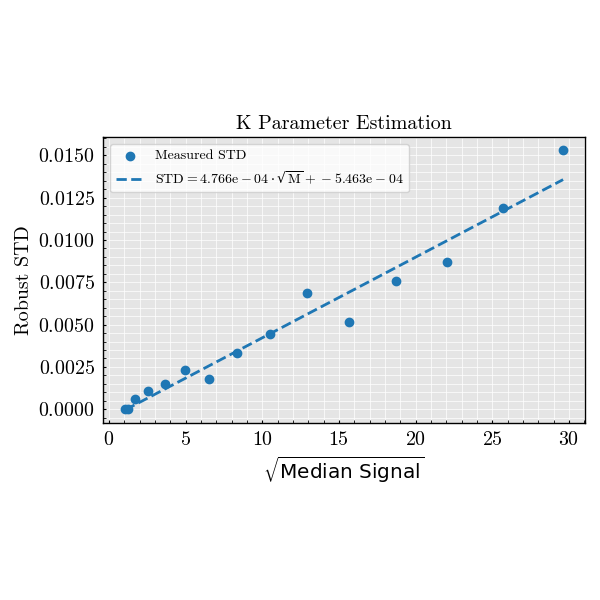 K Parameter Estimation
Measured STD
STD = 4.766e − 04 · √M + −5.463e − 04
Robust STD
0.0150
0.0125
0.0100
0.0075
0.0050
0.0025
0.0000
0 5 10 15 20 25 30
√Median Signal